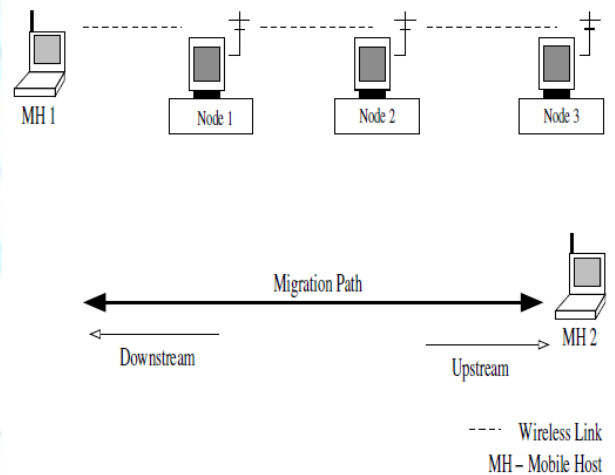 MH 1
Node 1
Node 2
Node 3
Migration Path
Downstream
Upstream
MH 2
---- Wireless Link
MH – Mobile Host